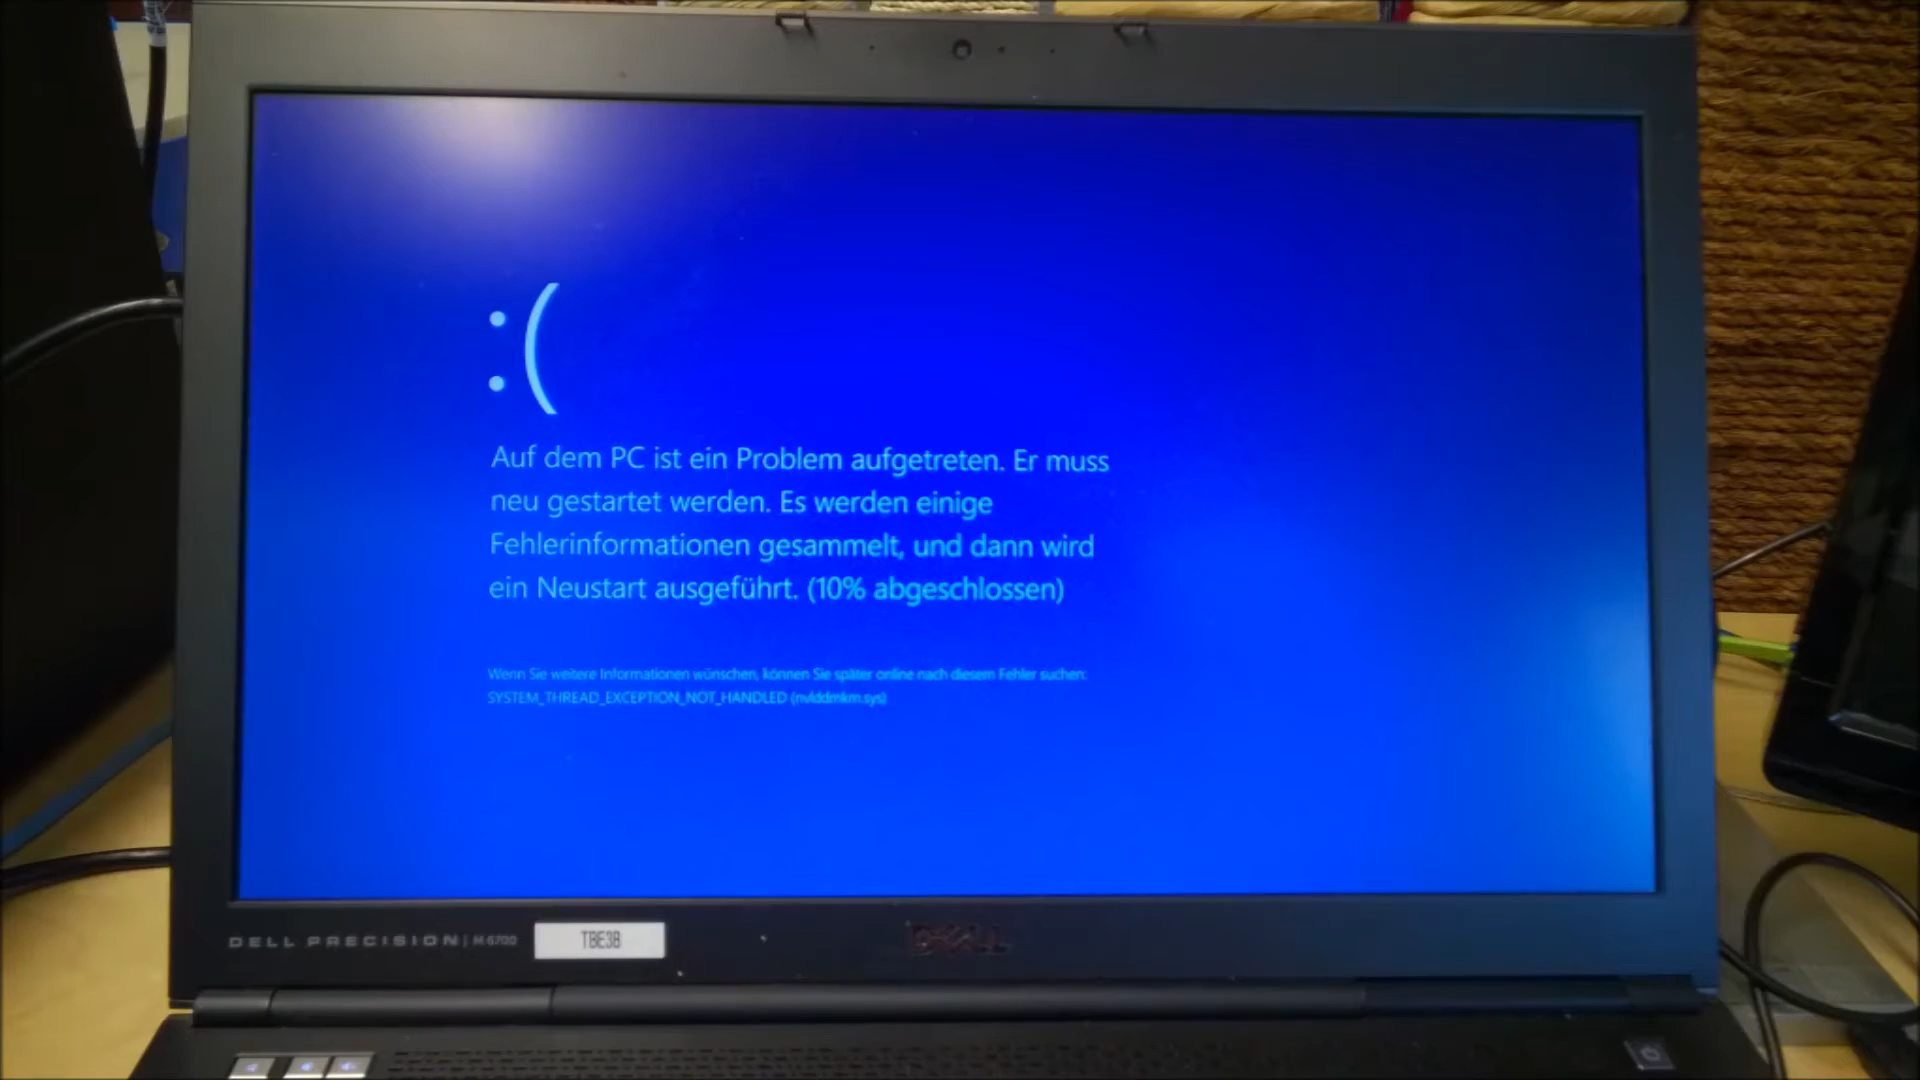 :(
Auf dem PC ist ein Problem aufgetreten. Er muss
neu gestartet werden. Es werden einige
Fehlerinformationen gesammelt, und dann wird
ein Neustart ausgeführt. (10% abgeschlossen)
Wenn Sie weitere Informationen wünschen, können Sie später online nach diesem Fehler suchen:
SYSTEM_THREAD_EXCEPTION_NOT_HANDLED (nvlddmkm.sys)
DELL PRECISION | M6700
TBE3B
DELL